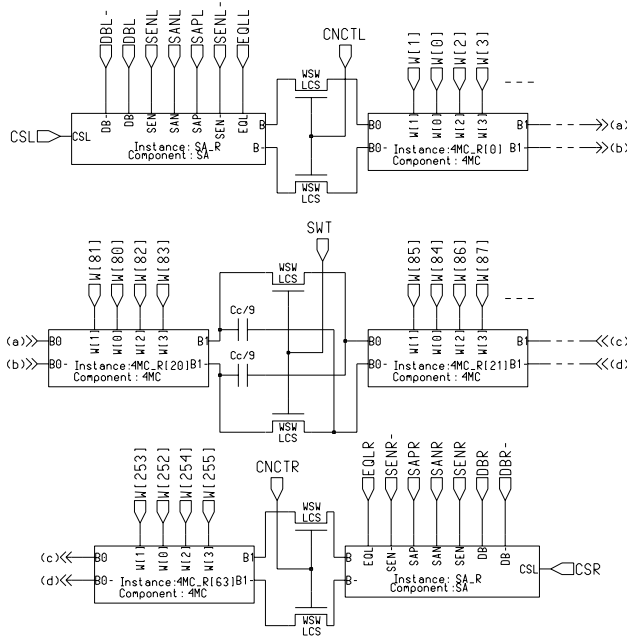 DBL-
DBL
SENL
SANL
SAPL
SENL-
EQLL
CNCTL
W[1]
W[0]
W[2]
W[3]
WSW
LCS
CSL
CSL
DB-
DB
SEN
SAN
SAP
SEN-
EQL
B
B-
Instance: SA_R
Component: SA
WSW
LCS
B0
B0-
W[1]
W[0]
W[2]
W[3]
B1
B1-
Instance:4MC_R[0]
Component : 4MC
(a)
(b)
W[81]
W[80]
W[82]
W[83]
SWT
WSW
LCS
W[85]
W[84]
W[86]
W[87]
(a)
(b)
B0
B0-
W[1]
W[0]
W[2]
W[3]
B1
B1-
Instance:4MC_R[20]
Component : 4MC
Cc/9
Cc/9
WSW
LCS
B0
B0-
W[1]
W[0]
W[2]
W[3]
B1
B1-
Instance:4MC_R[21]
Component : 4MC
(c)
(d)
W[253]
W[252]
W[254]
W[255]
CNCTR
EQLR
SENR-
SAPR
SANR
SENR
DBR
DBR-
WSW
LCS
(c)
(d)
B0
B0-
W[1]
W[0]
W[2]
W[3]
B1
B1-
Instance:4MC_R[63]
Component : 4MC
WSW
LCS
B
B-
EQL
SEN-
SAP
SAN
SEN
DB
DB-
CSL
Instance: SA_R
Component:SA
CSR